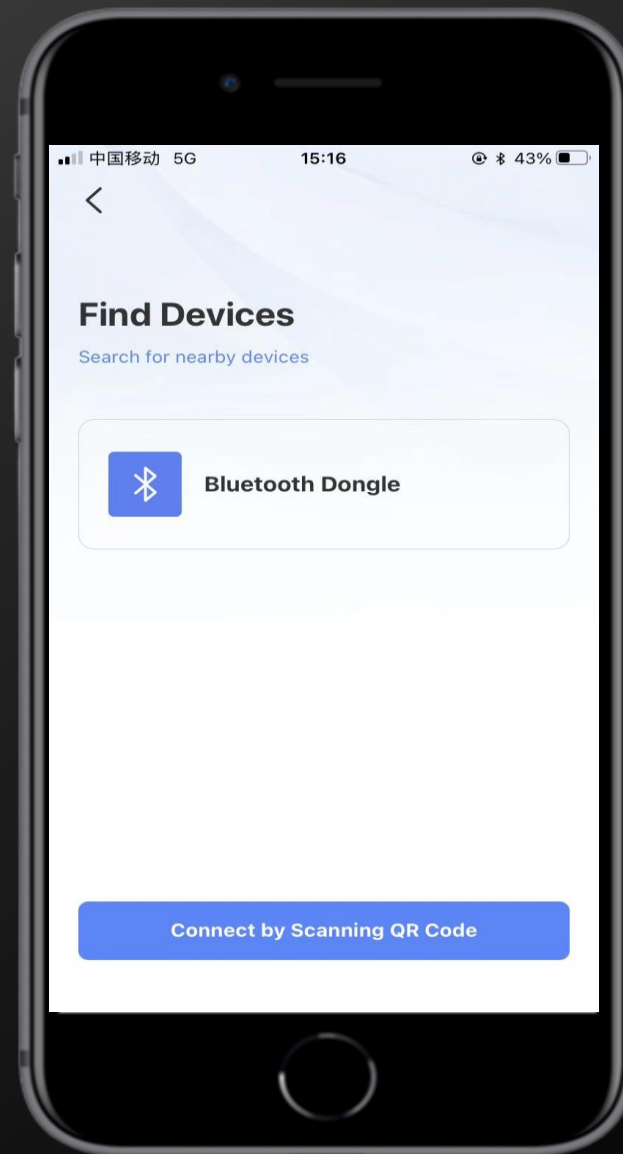 中国移动 5G 15:16 43%
Find Devices
Search for nearby devices
Bluetooth Dongle
Connect by Scanning QR Code